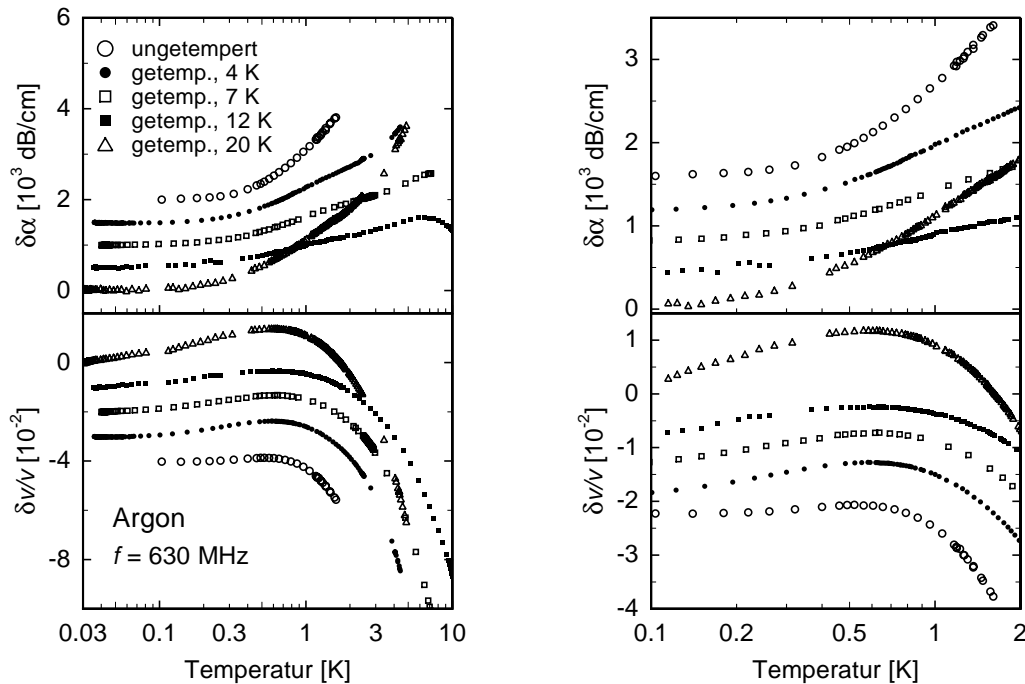 6
4
2
0
δα [10³ dB/cm]
ungetempert
getemp., 4 K
getemp., 7 K
getemp., 12 K
getemp., 20 K
0
-4
-8
δv/v [10⁻²]
Argon
f = 630 MHz
0.03 0.1 0.3 1 3 10
Temperatur [K]
3
2
1
0
δα [10³ dB/cm]
1
0
-1
-2
-3
-4
δv/v [10⁻²]
0.1 0.2 0.5 1 2
Temperatur [K]